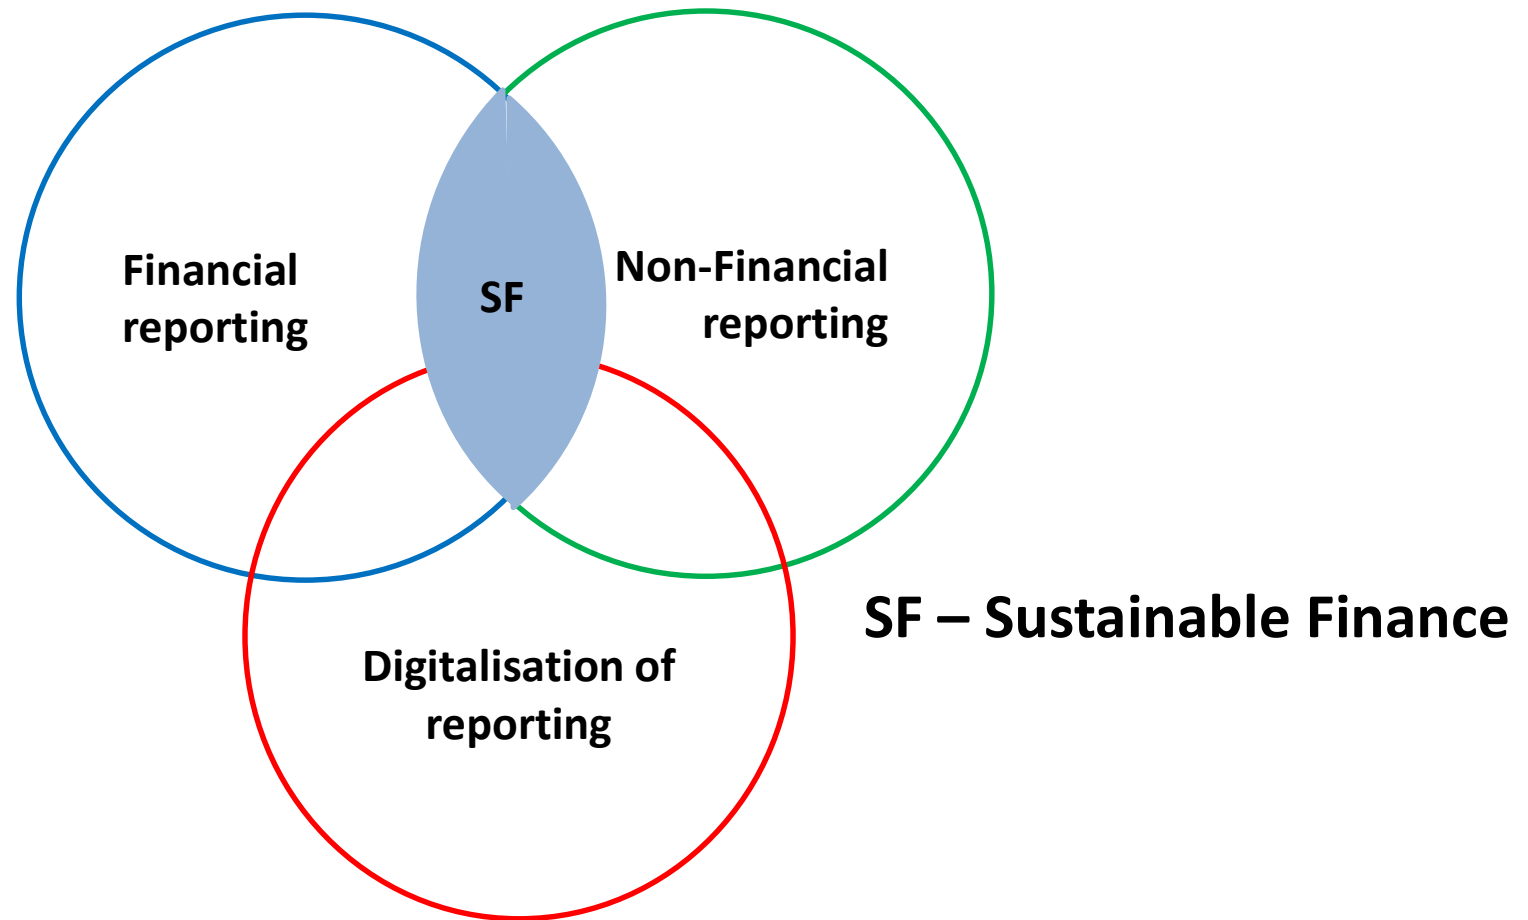 Financial
reporting
SF
Non-Financial
reporting
SF – Sustainable Finance
Digitalisation of
reporting